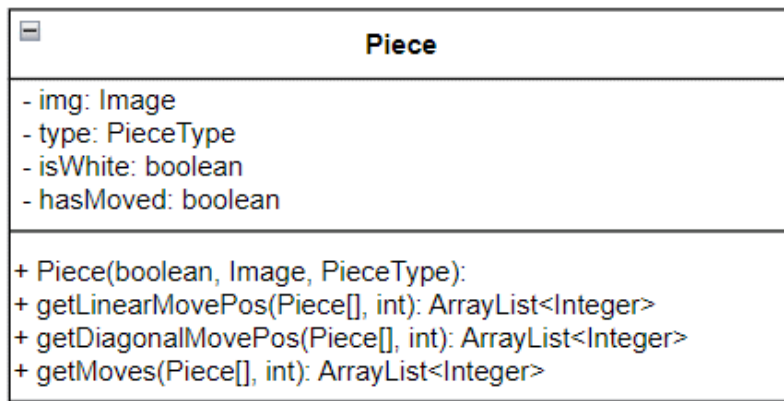 Piece
- img: Image
- type: PieceType
- isWhite: boolean
- hasMoved: boolean
+ Piece(boolean, Image, PieceType):
+ getLinearMovePos(Piece[], int): ArrayList<Integer>
+ getDiagonalMovePos(Piece[], int): ArrayList<Integer>
+ getMoves(Piece[], int): ArrayList<Integer>